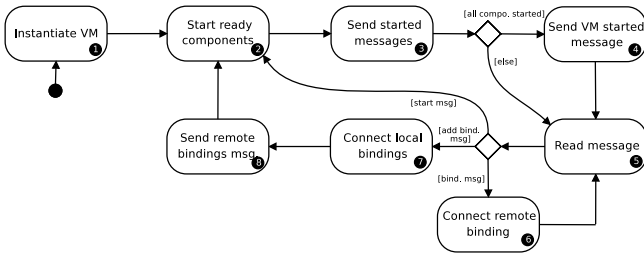 Instantiate VM
1
Start ready
components
2
Send started
messages
3
[all compo. started]
Send VM started
message
4
[else]
[start msg]
Send remote
bindings msg
8
Connect local
bindings
7
[add bind.
msg]
Read message
5
[bind. msg]
Connect remote
binding
6